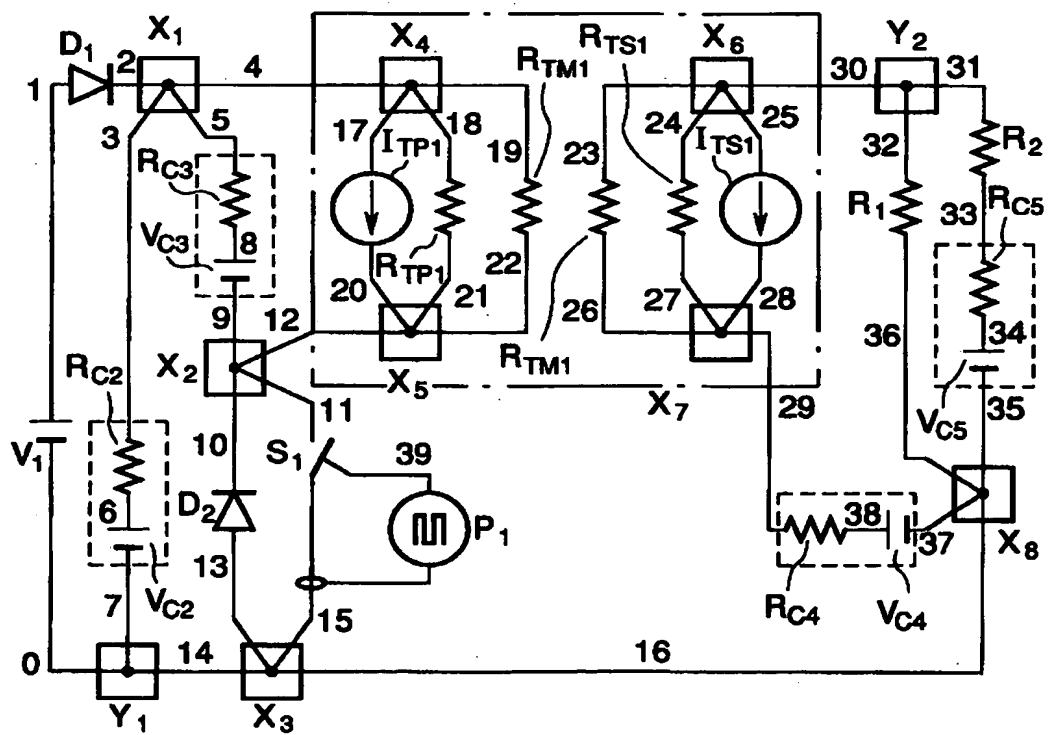 D1 2 X1 4 X4 RTM1 RTS1 X6 Y2
1 30 31
3 5 17 18 24 25 32 R2
ITP1 19 23 ITS1
RC3 R1 33 RC5
VC3 8
RTP1 22
9 12 20 21 26 27 28 36 34
RC2 X2 X5 RTM1 X7 29 VC5 35
11
V1 10 S1 39
6 D2 P1 38 37 X8
13
7 VC2 15 RC4 VC4
0 14 16
Y1 X3